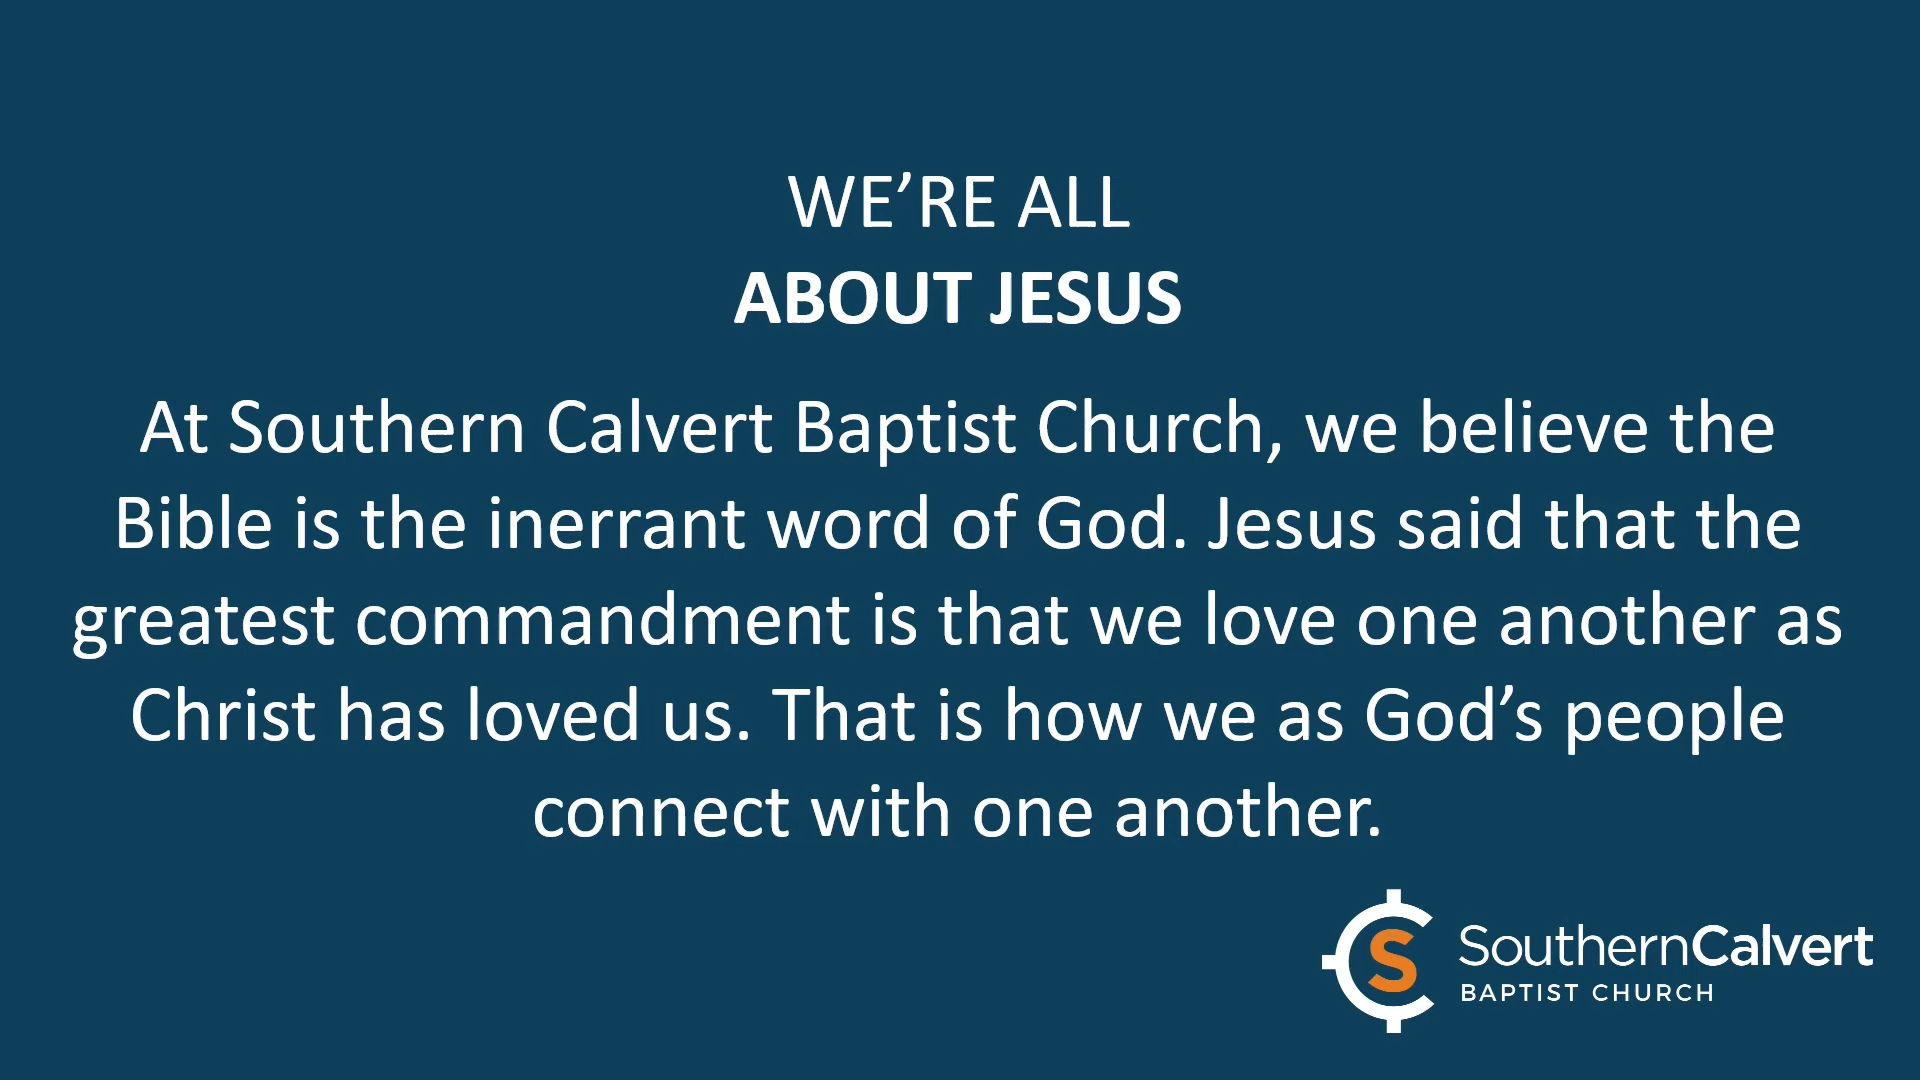 WE’RE ALL
ABOUT JESUS
At Southern Calvert Baptist Church, we believe the
Bible is the inerrant word of God. Jesus said that the
greatest commandment is that we love one another as
Christ has loved us. That is how we as God’s people
connect with one another.
S
SouthernCalvert
BAPTIST CHURCH